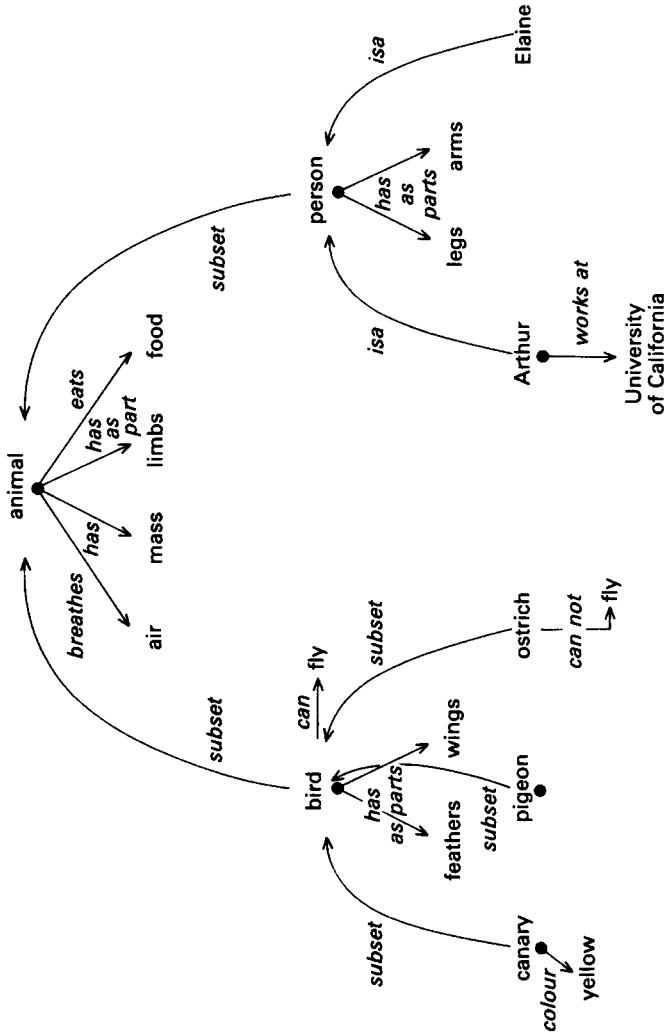 animal
breathes
has
has
as
part
eats
air
mass
limbs
food
subset
subset
bird
can
fly
has
as parts
feathers
wings
subset
subset
subset
canary
colour
yellow
pigeon
ostrich
can not
fly
person
has
as
parts
legs
arms
isa
isa
Arthur
works at
University
of California
Elaine